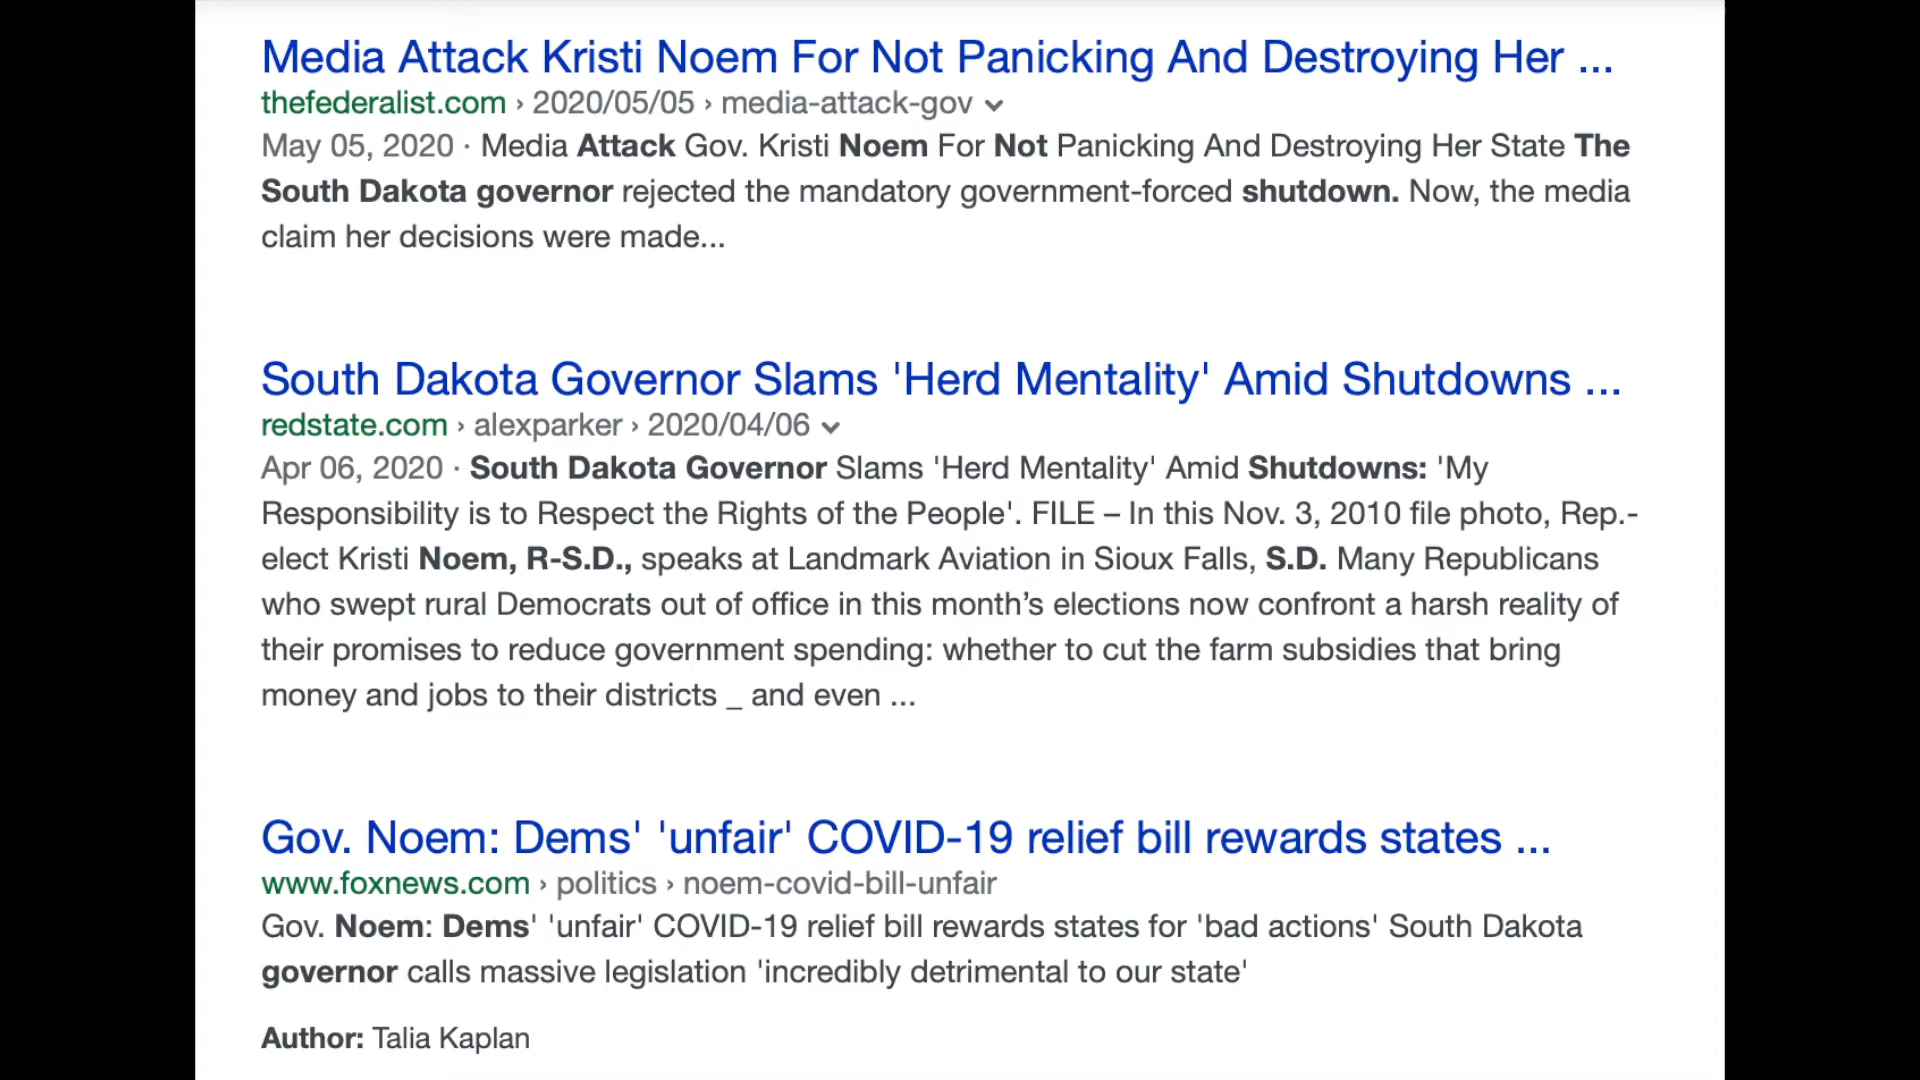 Media Attack Kristi Noem For Not Panicking And Destroying Her ...
thefederalist.com › 2020/05/05 › media-attack-gov
May 05, 2020 · Media Attack Gov. Kristi Noem For Not Panicking And Destroying Her State The
South Dakota governor rejected the mandatory government-forced shutdown. Now, the media
claim her decisions were made...
South Dakota Governor Slams 'Herd Mentality' Amid Shutdowns ...
redstate.com › alexparker › 2020/04/06
Apr 06, 2020 · South Dakota Governor Slams 'Herd Mentality' Amid Shutdowns: 'My
Responsibility is to Respect the Rights of the People'. FILE – In this Nov. 3, 2010 file photo, Rep.-
elect Kristi Noem, R-S.D., speaks at Landmark Aviation in Sioux Falls, S.D. Many Republicans
who swept rural Democrats out of office in this month’s elections now confront a harsh reality of
their promises to reduce government spending: whether to cut the farm subsidies that bring
money and jobs to their districts _ and even ...
Gov. Noem: Dems' 'unfair' COVID-19 relief bill rewards states ...
www.foxnews.com › politics › noem-covid-bill-unfair
Gov. Noem: Dems' 'unfair' COVID-19 relief bill rewards states for 'bad actions' South Dakota
governor calls massive legislation 'incredibly detrimental to our state'
Author: Talia Kaplan